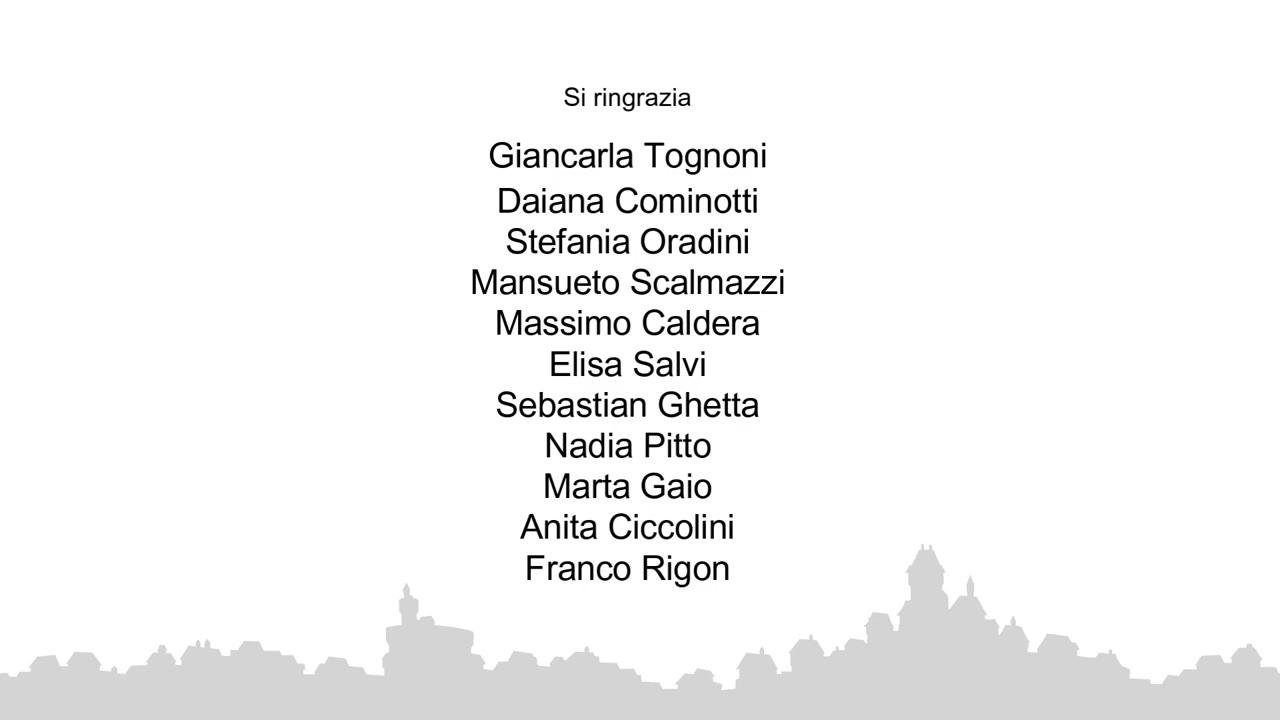 Si ringrazia
Giancarla Tognoni
Daiana Cominotti
Stefania Oradini
Mansueto Scalmazzi
Massimo Caldera
Elisa Salvi
Sebastian Ghetta
Nadia Pitto
Marta Gaio
Anita Ciccolini
Franco Rigon